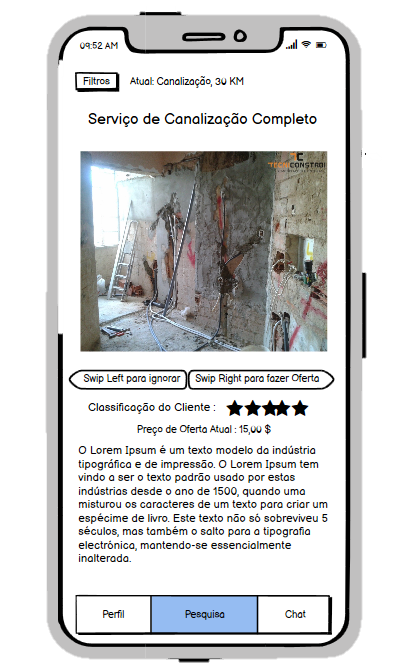 09:52 AM
Filtros
Atual: Canalização, 30 KM
Serviço de Canalização Completo
Swip Left para ignorar
Swip Right para fazer Oferta
Classificação do Cliente :
Preço de Oferta Atual : 15,00 $
O Lorem Ipsum é um texto modelo da indústria
tipográfica e de impressão. O Lorem Ipsum tem
vindo a ser o texto padrão usado por estas
indústrias desde o ano de 1500, quando uma
misturou os caracteres de um texto para criar um
espécime de livro. Este texto não só sobreviveu 5
séculos, mas também o salto para a tipografia
electrónica, mantendo-se essencialmente
inalterada.
Perfil
Pesquisa
Chat